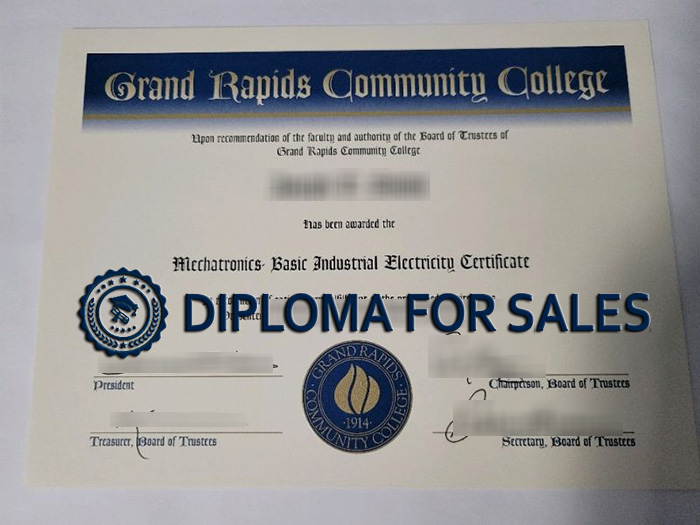 Grand Rapids Community College
Upon recommendation of the faculty and authority of the Board of Trustees of
Grand Rapids Community College
has been awarded the
Mechatronics- Basic Industrial Electricity Certificate
DIPLOMA FOR SALES
President
Chairperson, Board of Trustees
GRAND RAPIDS
COMMUNITY COLLEGE
·1914·
Treasurer, Board of Trustees
Secretary, Board of Trustees